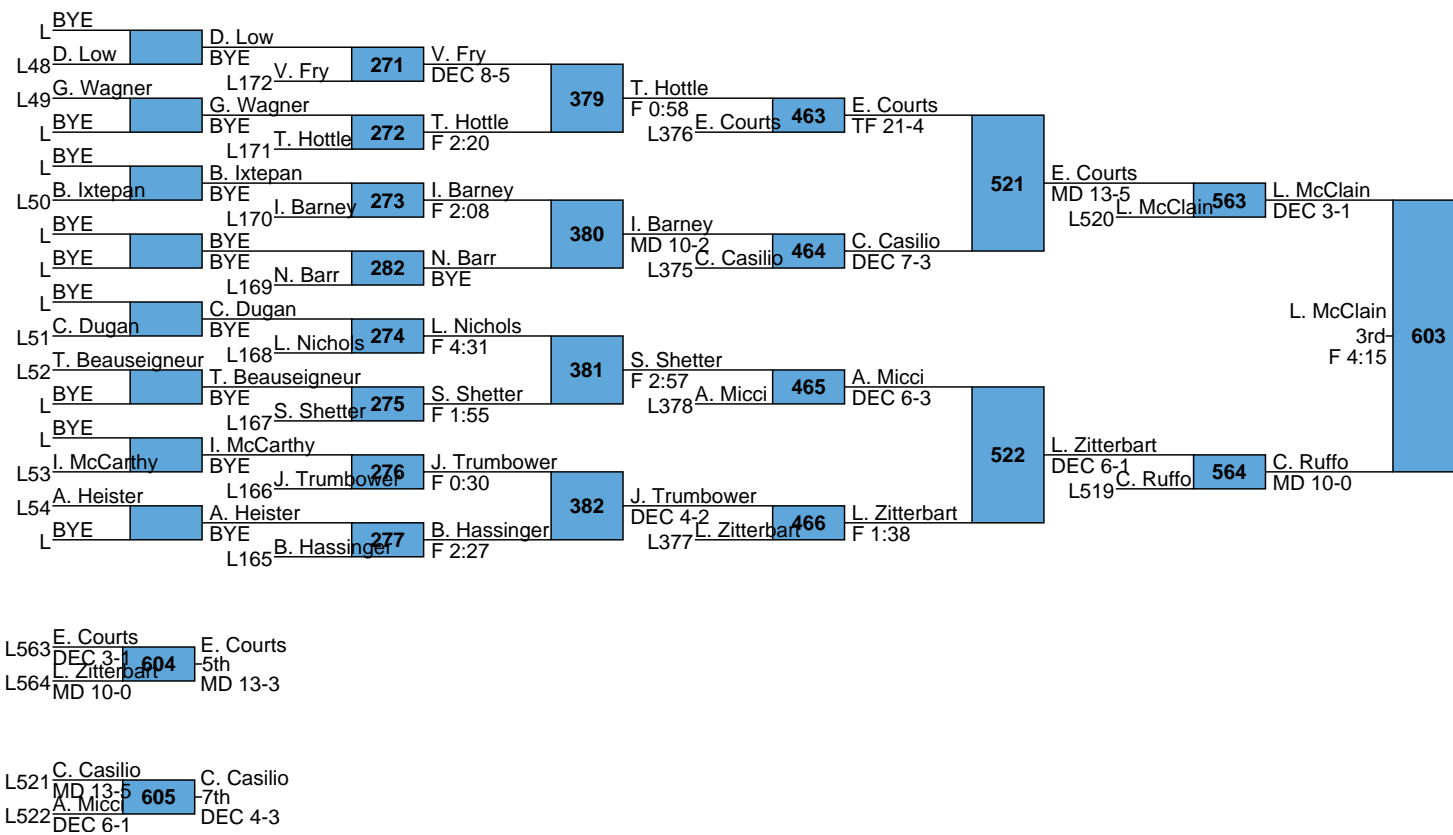 L BYE
L48 D. Low
D. Low
BYE
L172 V. Fry
271
V. Fry
DEC 8-5
L49 G. Wagner
L BYE
G. Wagner
BYE
L171 T. Hottle
272
T. Hottle
F 2:20
379
T. Hottle
F 0:58
L376 E. Courts
463
E. Courts
TF 21-4
L BYE
L50 B. Ixtepan
B. Ixtepan
BYE
L170 I. Barney
273
I. Barney
F 2:08
L BYE
L BYE
BYE
BYE
L169 N. Barr
282
N. Barr
BYE
380
I. Barney
MD 10-2
L375 C. Casilio
464
C. Casilio
DEC 7-3
521
E. Courts
MD 13-5
L520 L. McClain
563
L. McClain
DEC 3-1
L BYE
L51 C. Dugan
C. Dugan
BYE
L168 L. Nichols
274
L. Nichols
F 4:31
L52 T. Beauseigneur
L BYE
T. Beauseigneur
BYE
L167 S. Shetter
275
S. Shetter
F 1:55
381
S. Shetter
F 2:57
L378 A. Micci
465
A. Micci
DEC 6-3
L BYE
L53 I. McCarthy
I. McCarthy
BYE
L166 J. Trumbower
276
J. Trumbower
F 0:30
L54 A. Heister
L BYE
A. Heister
BYE
L165 B. Hassinger
277
B. Hassinger
F 2:27
382
J. Trumbower
DEC 4-2
L377 L. Zitterbart
466
L. Zitterbart
F 1:38
522
L. Zitterbart
DEC 6-1
L519 C. Ruffo
564
C. Ruffo
MD 10-0
L. McClain
3rd
F 4:15
603
L563 E. Courts
DEC 3-1
L564 L. Zitterbart
MD 10-0
604
E. Courts
5th
MD 13-3
L521 C. Casilio
MD 13-5
L522 A. Micci
DEC 6-1
605
C. Casilio
7th
DEC 4-3